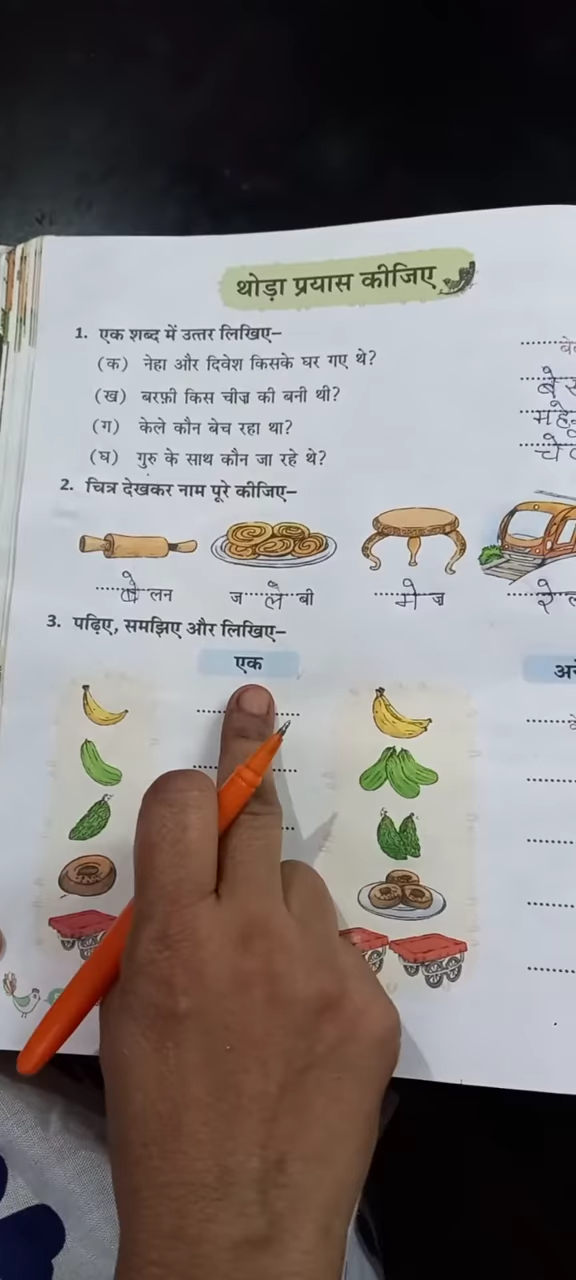 थोड़ा प्रयास कीजिए
1. एक शब्द में उत्तर लिखिए–
(क) नेहा और दिवेश किसके घर गए थे?
(ख) बरफ़ी किस चीज़ की बनी थी?
(ग) केले कौन बेच रहा था?
(घ) गुरु के साथ कौन जा रहे थे?
2. चित्र देखकर नाम पूरे कीजिए–
बे लन ज ले बी मे ज़ रे
3. पढ़िए, समझिए और लिखिए–
एक